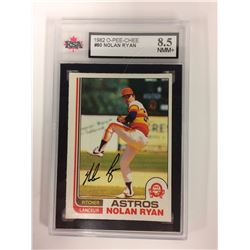 1982 O-PEE-CHEE
#90 NOLAN RYAN
8.5
NMM+
PITCHER
LANCEUR
ASTROS
NOLAN RYAN